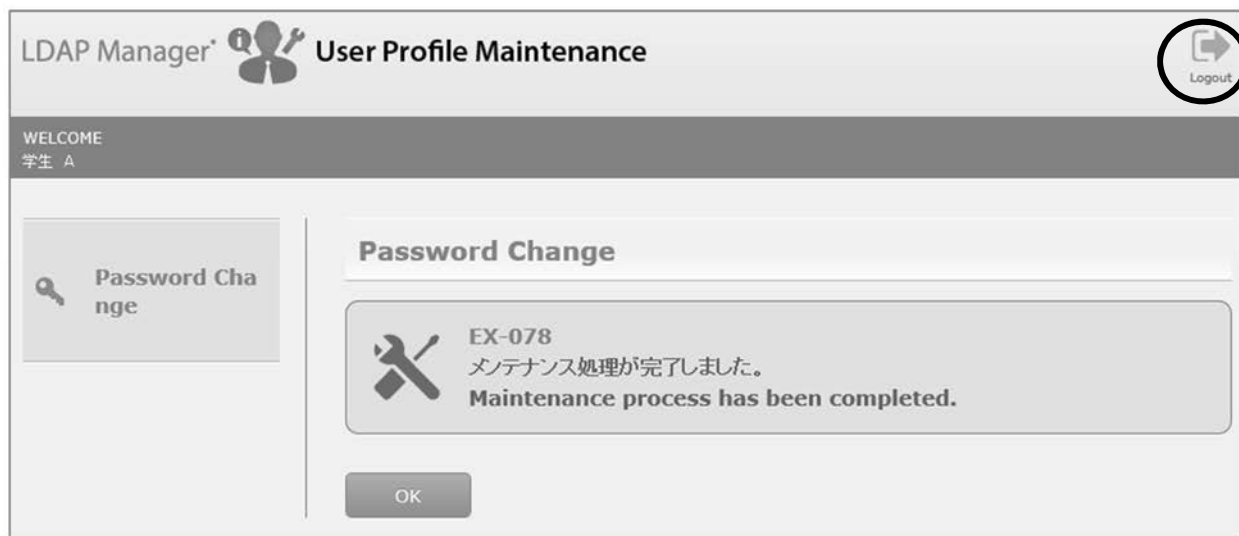 LDAP Manager User Profile Maintenance
Logout
WELCOME
学生 A
Password Cha
nge
Password Change
EX-078
メンテナンス処理が完了しました。
Maintenance process has been completed.
OK